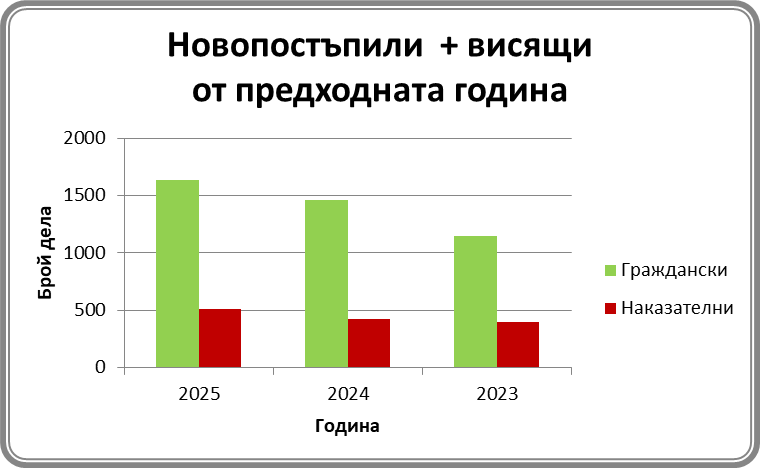 Новопостъпили + висящи
от предходната година
2000
1500
1000
500
0
Брой дела
2025 2024 2023
Година
Граждански
Наказателни